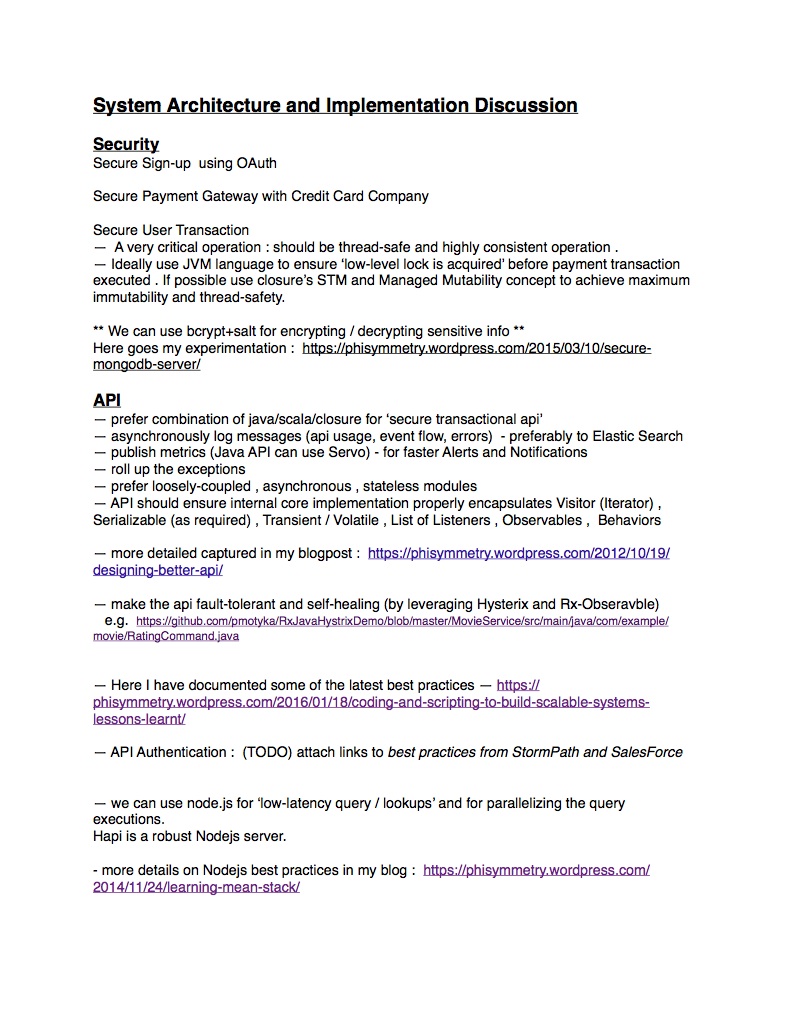 System Architecture and Implementation Discussion
Security
Secure Sign-up  using OAuth
Secure Payment Gateway with Credit Card Company
Secure User Transaction
—  A very critical operation : should be thread-safe and highly consistent operation .
— Ideally use JVM language to ensure ‘low-level lock is acquired’ before payment transaction
executed . If possible use closure’s STM and Managed Mutability concept to achieve maximum
immutability and thread-safety.
** We can use bcrypt+salt for encrypting / decrypting sensitive info **
Here goes my experimentation :  https://phisymmetry.wordpress.com/2015/03/10/secure-
mongodb-server/
API
— prefer combination of java/scala/closure for ‘secure transactional api’
— asynchronously log messages (api usage, event flow, errors)  - preferably to Elastic Search
— publish metrics (Java API can use Servo) - for faster Alerts and Notifications
— roll up the exceptions
— prefer loosely-coupled , asynchronous , stateless modules
— API should ensure internal core implementation properly encapsulates Visitor (Iterator) ,
Serializable (as required) , Transient / Volatile , List of Listeners , Observables ,  Behaviors
— more detailed captured in my blogpost :  https://phisymmetry.wordpress.com/2012/10/19/
designing-better-api/
— make the api fault-tolerant and self-healing (by leveraging Hysterix and Rx-Obseravble)
e.g.  https://github.com/pmotyka/RxJavaHystrixDemo/blob/master/MovieService/src/main/java/com/example/
movie/RatingCommand.java
— Here I have documented some of the latest best practices — https://
phisymmetry.wordpress.com/2016/01/18/coding-and-scripting-to-build-scalable-systems-
lessons-learnt/
— API Authentication :  (TODO) attach links to best practices from StormPath and SalesForce
— we can use node.js for ‘low-latency query / lookups’ and for parallelizing the query
executions.
Hapi is a robust Nodejs server.
- more details on Nodejs best practices in my blog :  https://phisymmetry.wordpress.com/
2014/11/24/learning-mean-stack/